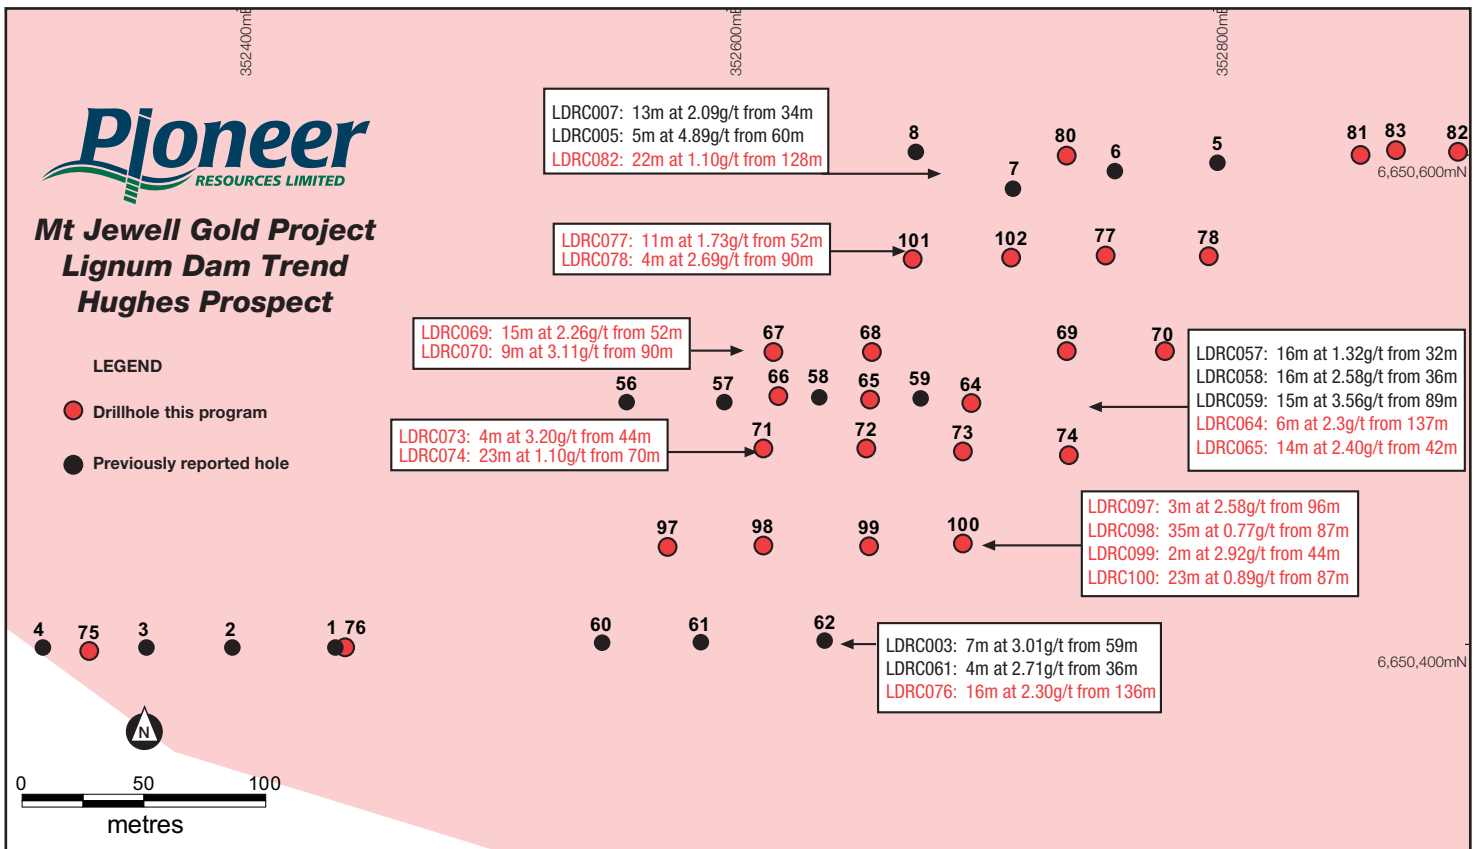 352400mE
352600mE
352800mE
Pioneer
RESOURCES LIMITED
Mt Jewell Gold Project
Lignum Dam Trend
Hughes Prospect
LEGEND
Drillhole this program
Previously reported hole
LDRC007: 13m at 2.09g/t from 34m
LDRC005: 5m at 4.89g/t from 60m
LDRC082: 22m at 1.10g/t from 128m
8
7
80
6
5
81
83
82
6,650,600mN
LDRC077: 11m at 1.73g/t from 52m
LDRC078: 4m at 2.69g/t from 90m
101
102
77
78
LDRC069: 15m at 2.26g/t from 52m
LDRC070: 9m at 3.11g/t from 90m
67
68
69
70
56
57
66
58
65
59
64
LDRC057: 16m at 1.32g/t from 32m
LDRC058: 16m at 2.58g/t from 36m
LDRC059: 15m at 3.56g/t from 89m
LDRC064: 6m at 2.3g/t from 137m
LDRC065: 14m at 2.40g/t from 42m
LDRC073: 4m at 3.20g/t from 44m
LDRC074: 23m at 1.10g/t from 70m
71
72
73
74
97
98
99
100
LDRC097: 3m at 2.58g/t from 96m
LDRC098: 35m at 0.77g/t from 87m
LDRC099: 2m at 2.92g/t from 44m
LDRC100: 23m at 0.89g/t from 87m
4
75
3
2
1 76
60
61
62
LDRC003: 7m at 3.01g/t from 59m
LDRC061: 4m at 2.71g/t from 36m
LDRC076: 16m at 2.30g/t from 136m
6,650,400mN
N
0 50 100
metres